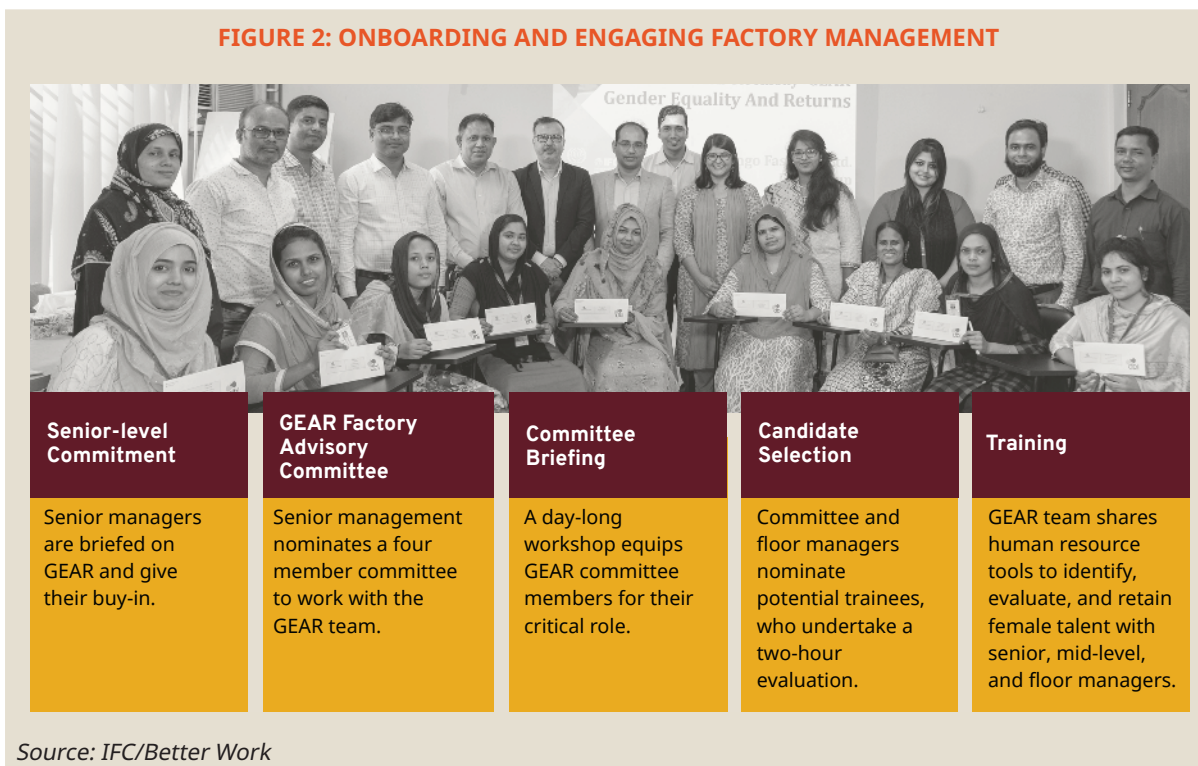 FIGURE 2: ONBOARDING AND ENGAGING FACTORY MANAGEMENT
Gender Equality And Returns
Senior-level
Commitment
Senior managers
are briefed on
GEAR and give
their buy-in.
GEAR Factory
Advisory
Committee
Senior management
nominates a four
member committee
to work with the
GEAR team.
Committee
Briefing
A day-long
workshop equips
GEAR committee
members for their
critical role.
Candidate
Selection
Committee and
floor managers
nominate
potential trainees,
who undertake a
two-hour
evaluation.
Training
GEAR team shares
human resource
tools to identify,
evaluate, and retain
female talent with
senior, mid-level,
and floor managers.
Source: IFC/Better Work